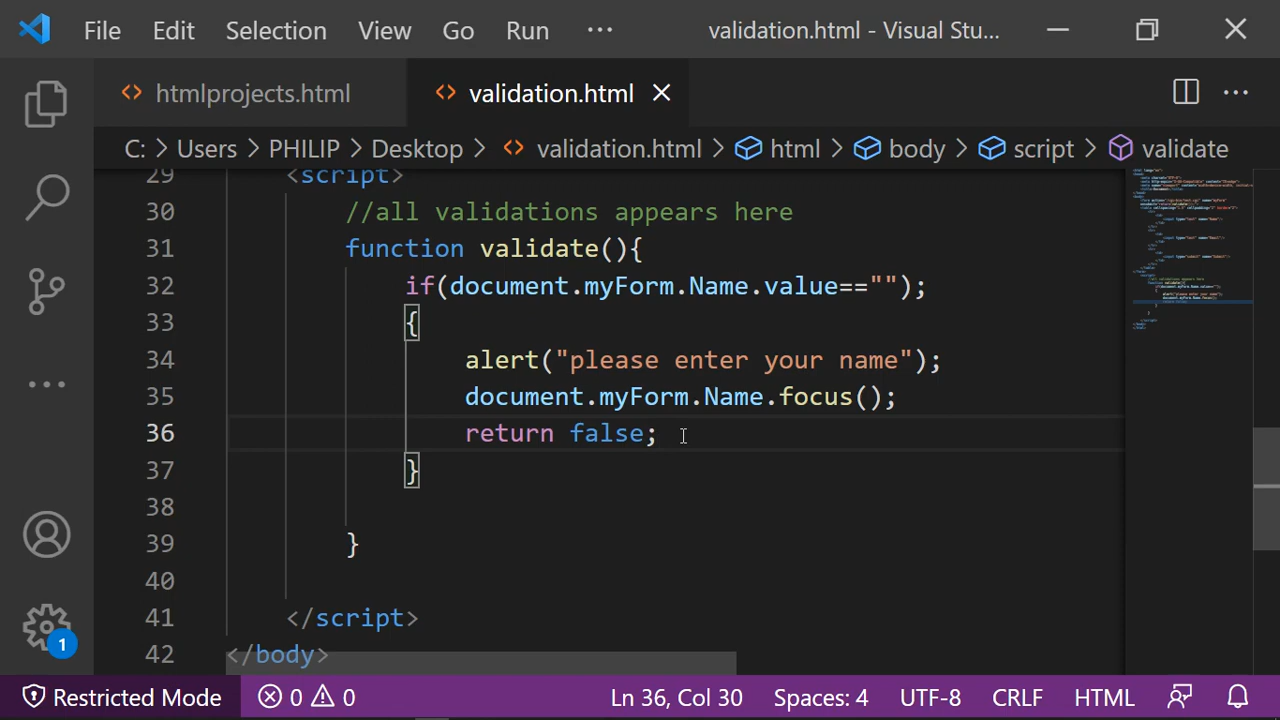 File Edit Selection View Go Run ··· validation.html - Visual Stu...
htmlprojects.html validation.html
C: > Users > PHILIP > Desktop > validation.html > html > body > script > validate
29 <script>
30 //all validations appears here
31 function validate(){
32 if(document.myForm.Name.value=="");
33 {
34 alert("please enter your name");
35 document.myForm.Name.focus();
36 return false;
37 }
38
39 }
40
41 </script>
42 </body>
1
Restricted Mode 0 0 Ln 36, Col 30 Spaces: 4 UTF-8 CRLF HTML